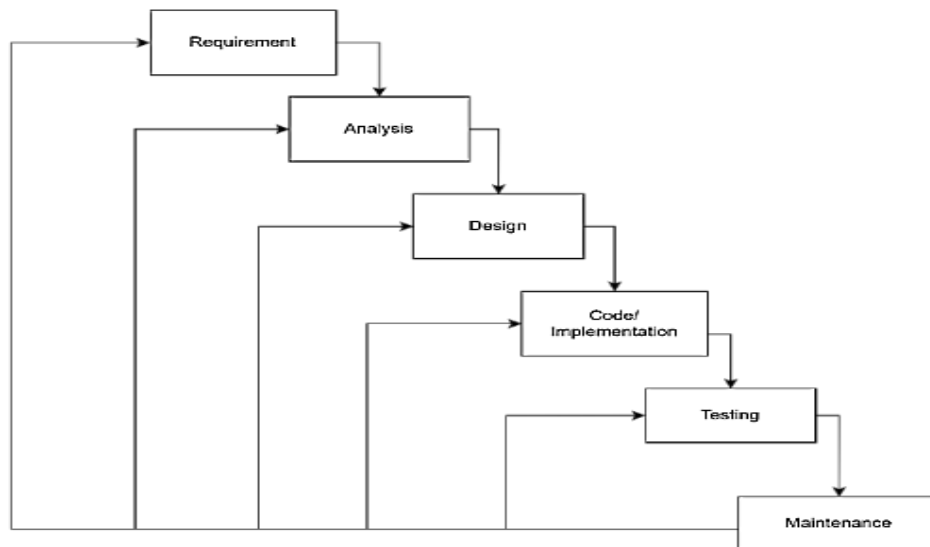 Requirement
Analysis
Design
Code/
Implementation
Testing
Maintenance